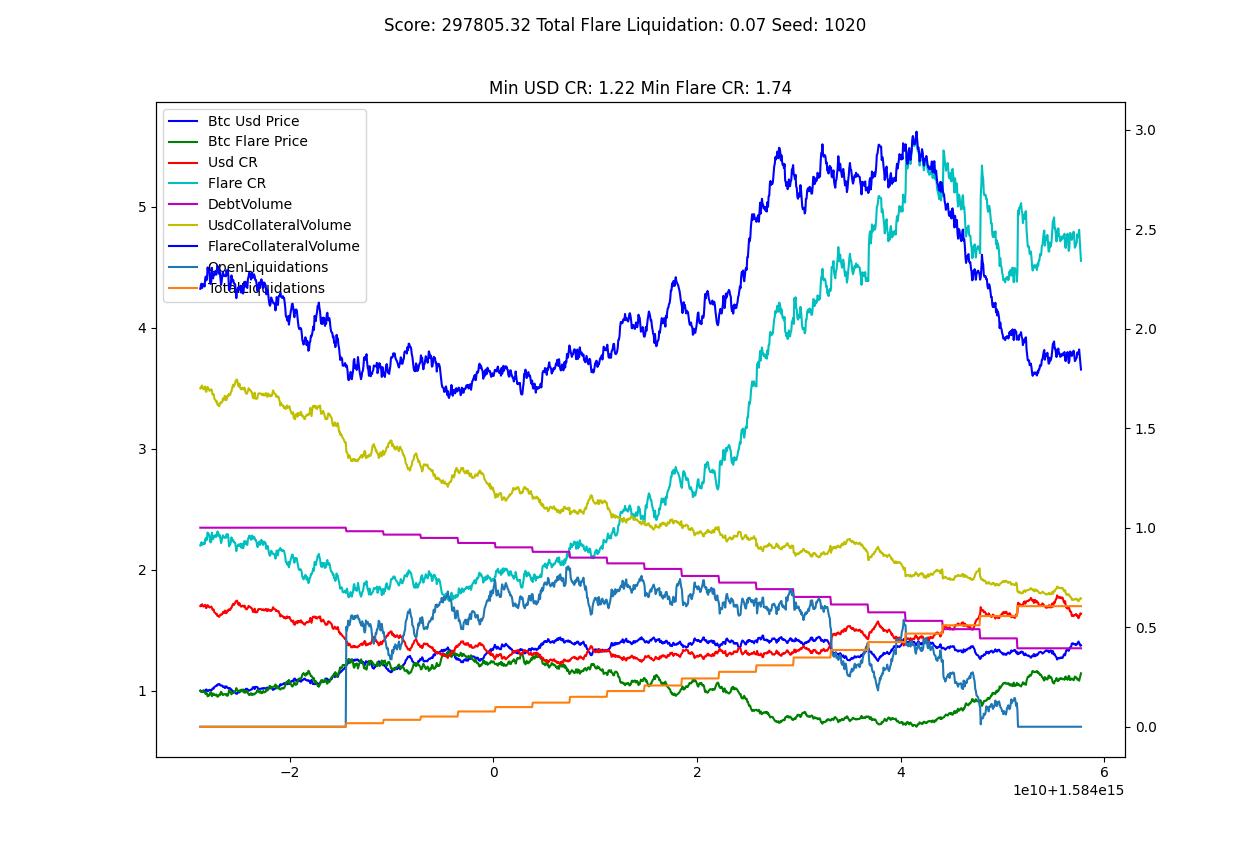 Score: 297805.32 Total Flare Liquidation: 0.07 Seed: 1020
Min USD CR: 1.22 Min Flare CR: 1.74
Btc Usd Price
Btc Flare Price
Usd CR
Flare CR
DebtVolume
UsdCollateralVolume
FlareCollateralVolume
OpenLiquidations
TotalLiquidations
5
4
3
2
1
3.0
2.5
2.0
1.5
1.0
0.5
0.0
−2 0 2 4 6
1e10+1.584e15